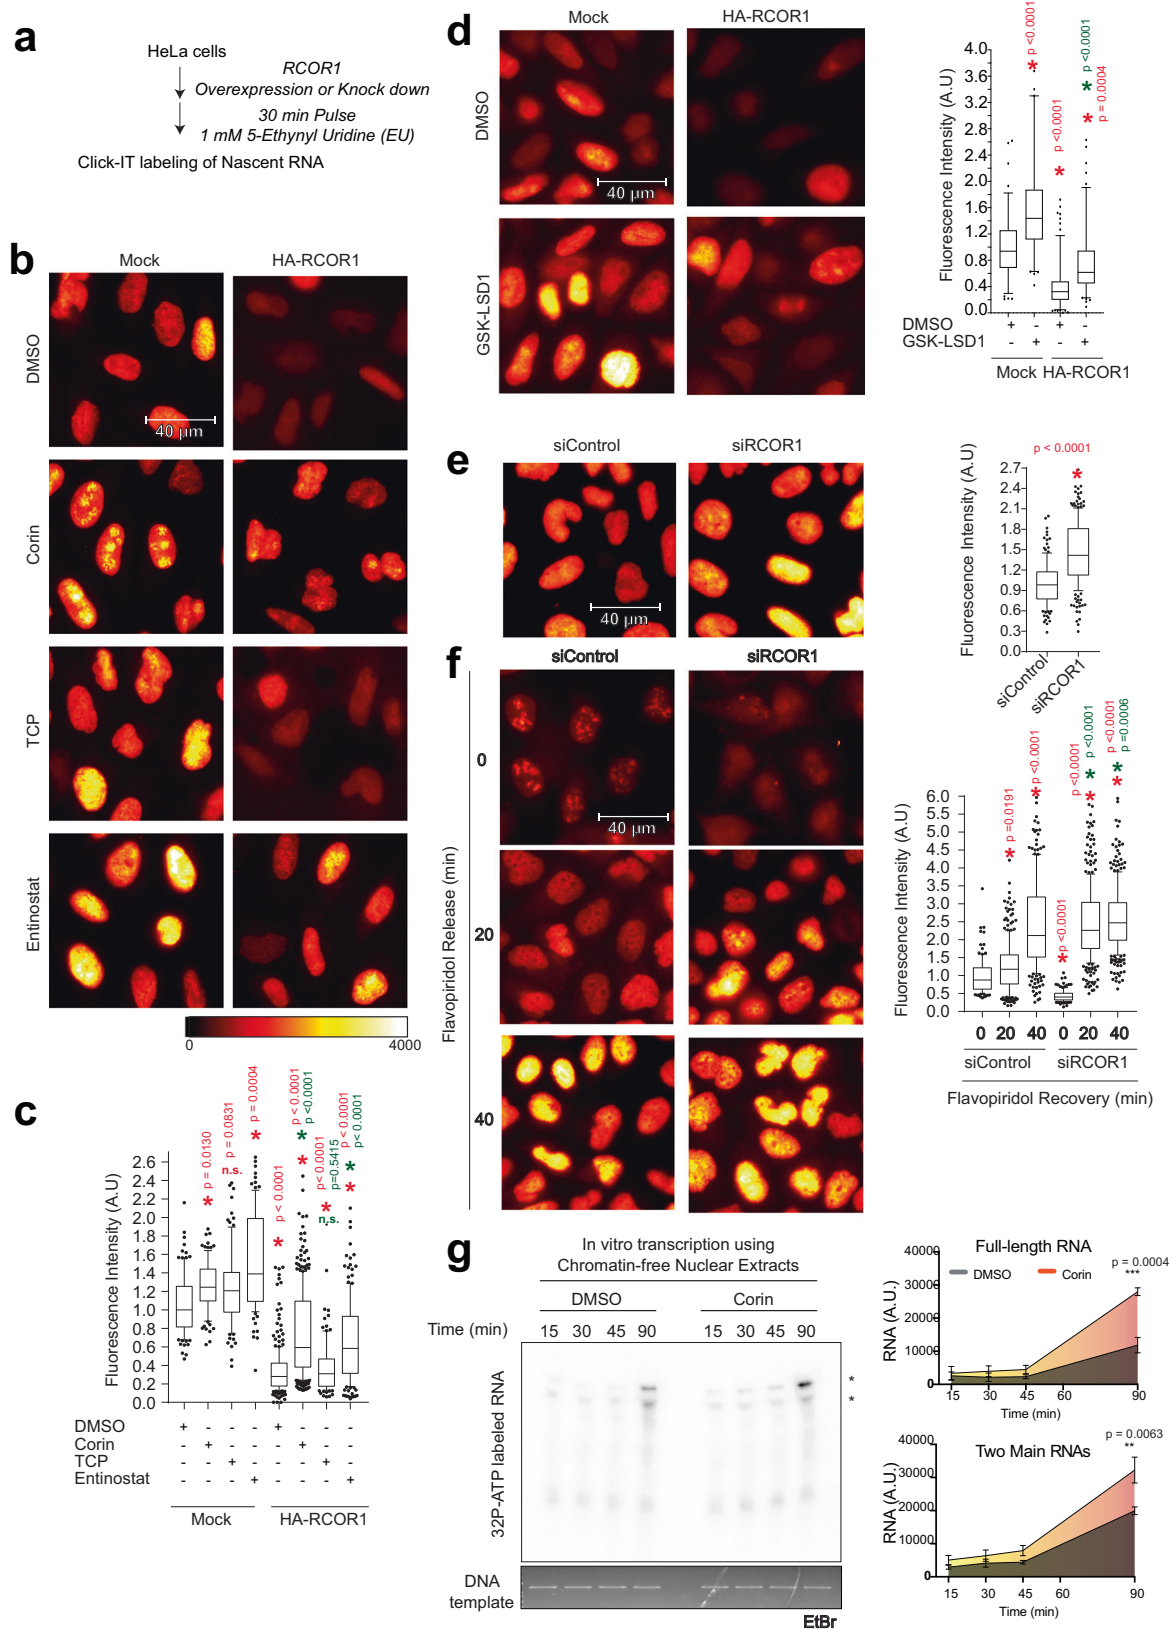 a
HeLa cells
RCOR1
Overexpression or Knock down
30 min Pulse
1 mM 5-Ethynyl Uridine (EU)
Click-IT labeling of Nascent RNA
b
Mock
HA-RCOR1
DMSO
40 µm
Corin
TCP
Entinostat
0
4000
c
Fluorescence Intensity (A.U)
2.6
2.4
2.2
2.0
1.8
1.6
1.4
1.2
1.0
0.8
0.6
0.4
0.2
0.0
*
p = 0.0130
n.s.
p = 0.0831
*
p = 0.0004
*
p < 0.0001
* *
p < 0.0001
p <0.0001
*
n.s.
p< 0.0001
p=0.5415
* *
p < 0.0001
p< 0.0001
DMSO + - - - + - - -
Corin - + - - - + - -
TCP - - + - - - + -
Entinostat - - - + - - - +
Mock
HA-RCOR1
d
Mock
HA-RCOR1
DMSO
40 µm
GSK-LSD1
Fluorescence Intensity (A.U)
4.0
3.6
3.2
2.8
2.4
2.0
1.6
1.2
0.8
0.4
0.0
*
p <0.0001
*
p <0.0001
* *
p <0.0001
p = 0.0004
DMSO + - + -
GSK-LSD1 - + - +
Mock HA-RCOR1
e
siControl
siRCOR1
40 µm
p < 0.0001
*
Fluorescence Intensity (A.U)
2.7
2.4
2.1
1.8
1.5
1.2
0.9
0.6
0.3
0.0
siControl
siRCOR1
f
siControl
siRCOR1
Flavopiridol Release (min)
0
40 µm
20
40
Fluorescence Intensity (A.U)
6.0
5.5
5.0
4.5
4.0
3.5
3.0
2.5
2.0
1.5
1.0
0.5
0.0
*
p =0.0191
*
p <0.0001
*
p <0.0001
* *
p <0.0001
p <0.0001
* *
p <0.0001
p =0.0006
0 20 40 0 20 40
siControl
siRCOR1
Flavopiridol Recovery (min)
g
In vitro transcription using
Chromatin-free Nuclear Extracts
DMSO
Corin
Time (min) 15 30 45 90 15 30 45 90
32P-ATP labeled RNA
*
*
DNA
template
EtBr
Full-length RNA
DMSO
Corin
p = 0.0004
***
RNA (A.U.)
40000
30000
20000
10000
0
15 30 45 60 90
Time (min)
Two Main RNAs
p = 0.0063
**
RNA (A.U.)
40000
30000
20000
10000
0
15 30 45 60 90
Time (min)